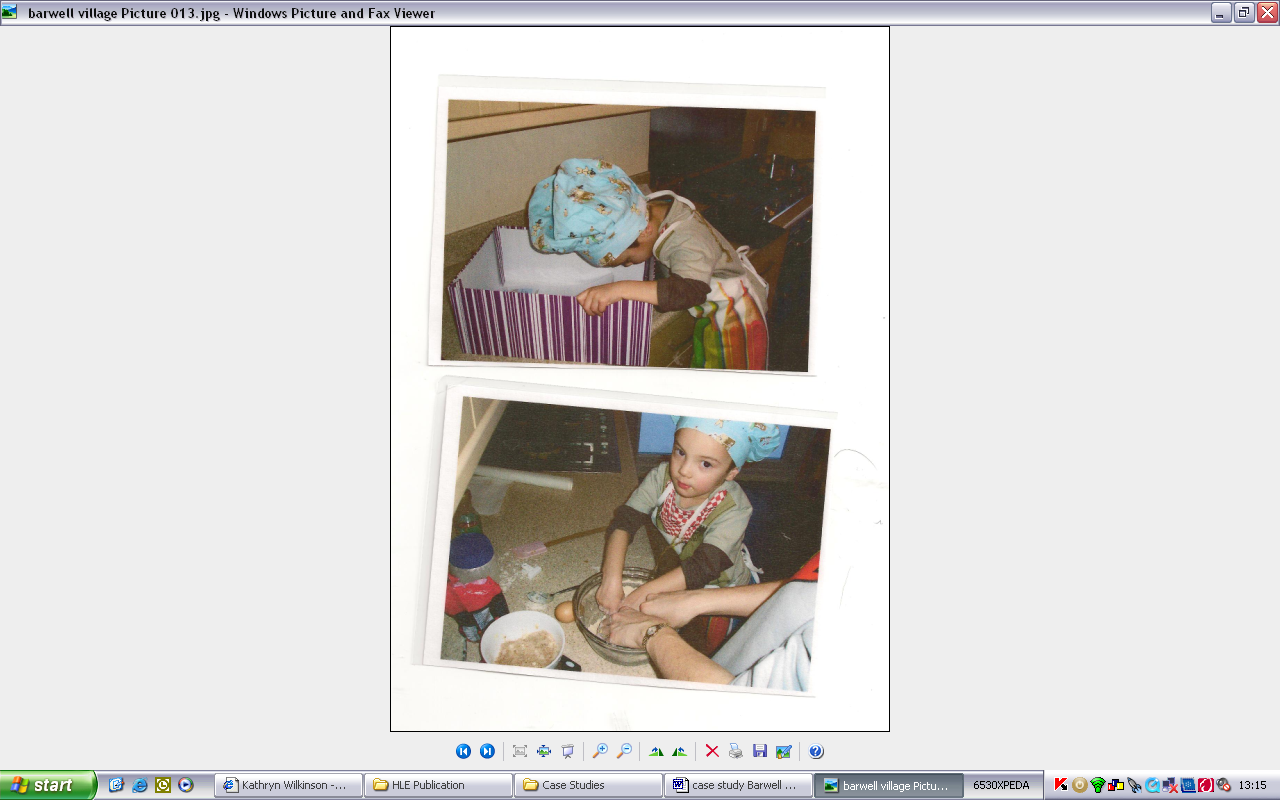 barwell village Picture 013.jpg - Windows Picture and Fax Viewer
start
Kathryn Wilkinson -...
HLE Publication
Case Studies
case study Barwell ...
barwell village Pictu...
6530XPEDA
13:15